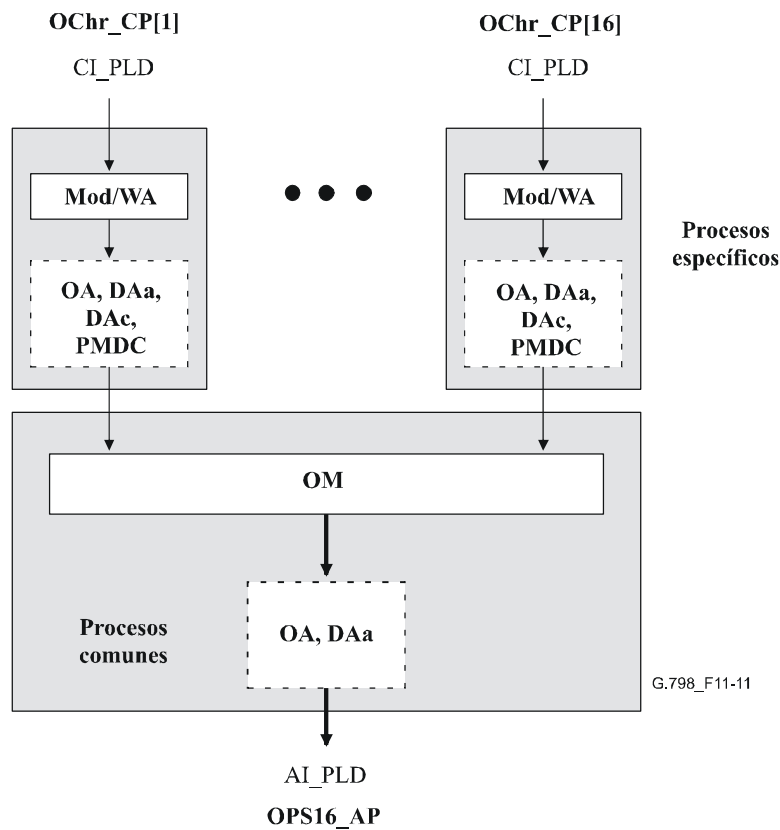 OChr_CP[1]
OChr_CP[16]
CI_PLD
CI_PLD
Mod/WA
Mod/WA
Procesos
específicos
OA, DAa,
DAc,
PMDC
OA, DAa,
DAc,
PMDC
OM
OA, DAa
Procesos
comunes
G.798_F11-11
AI_PLD
OPS16_AP